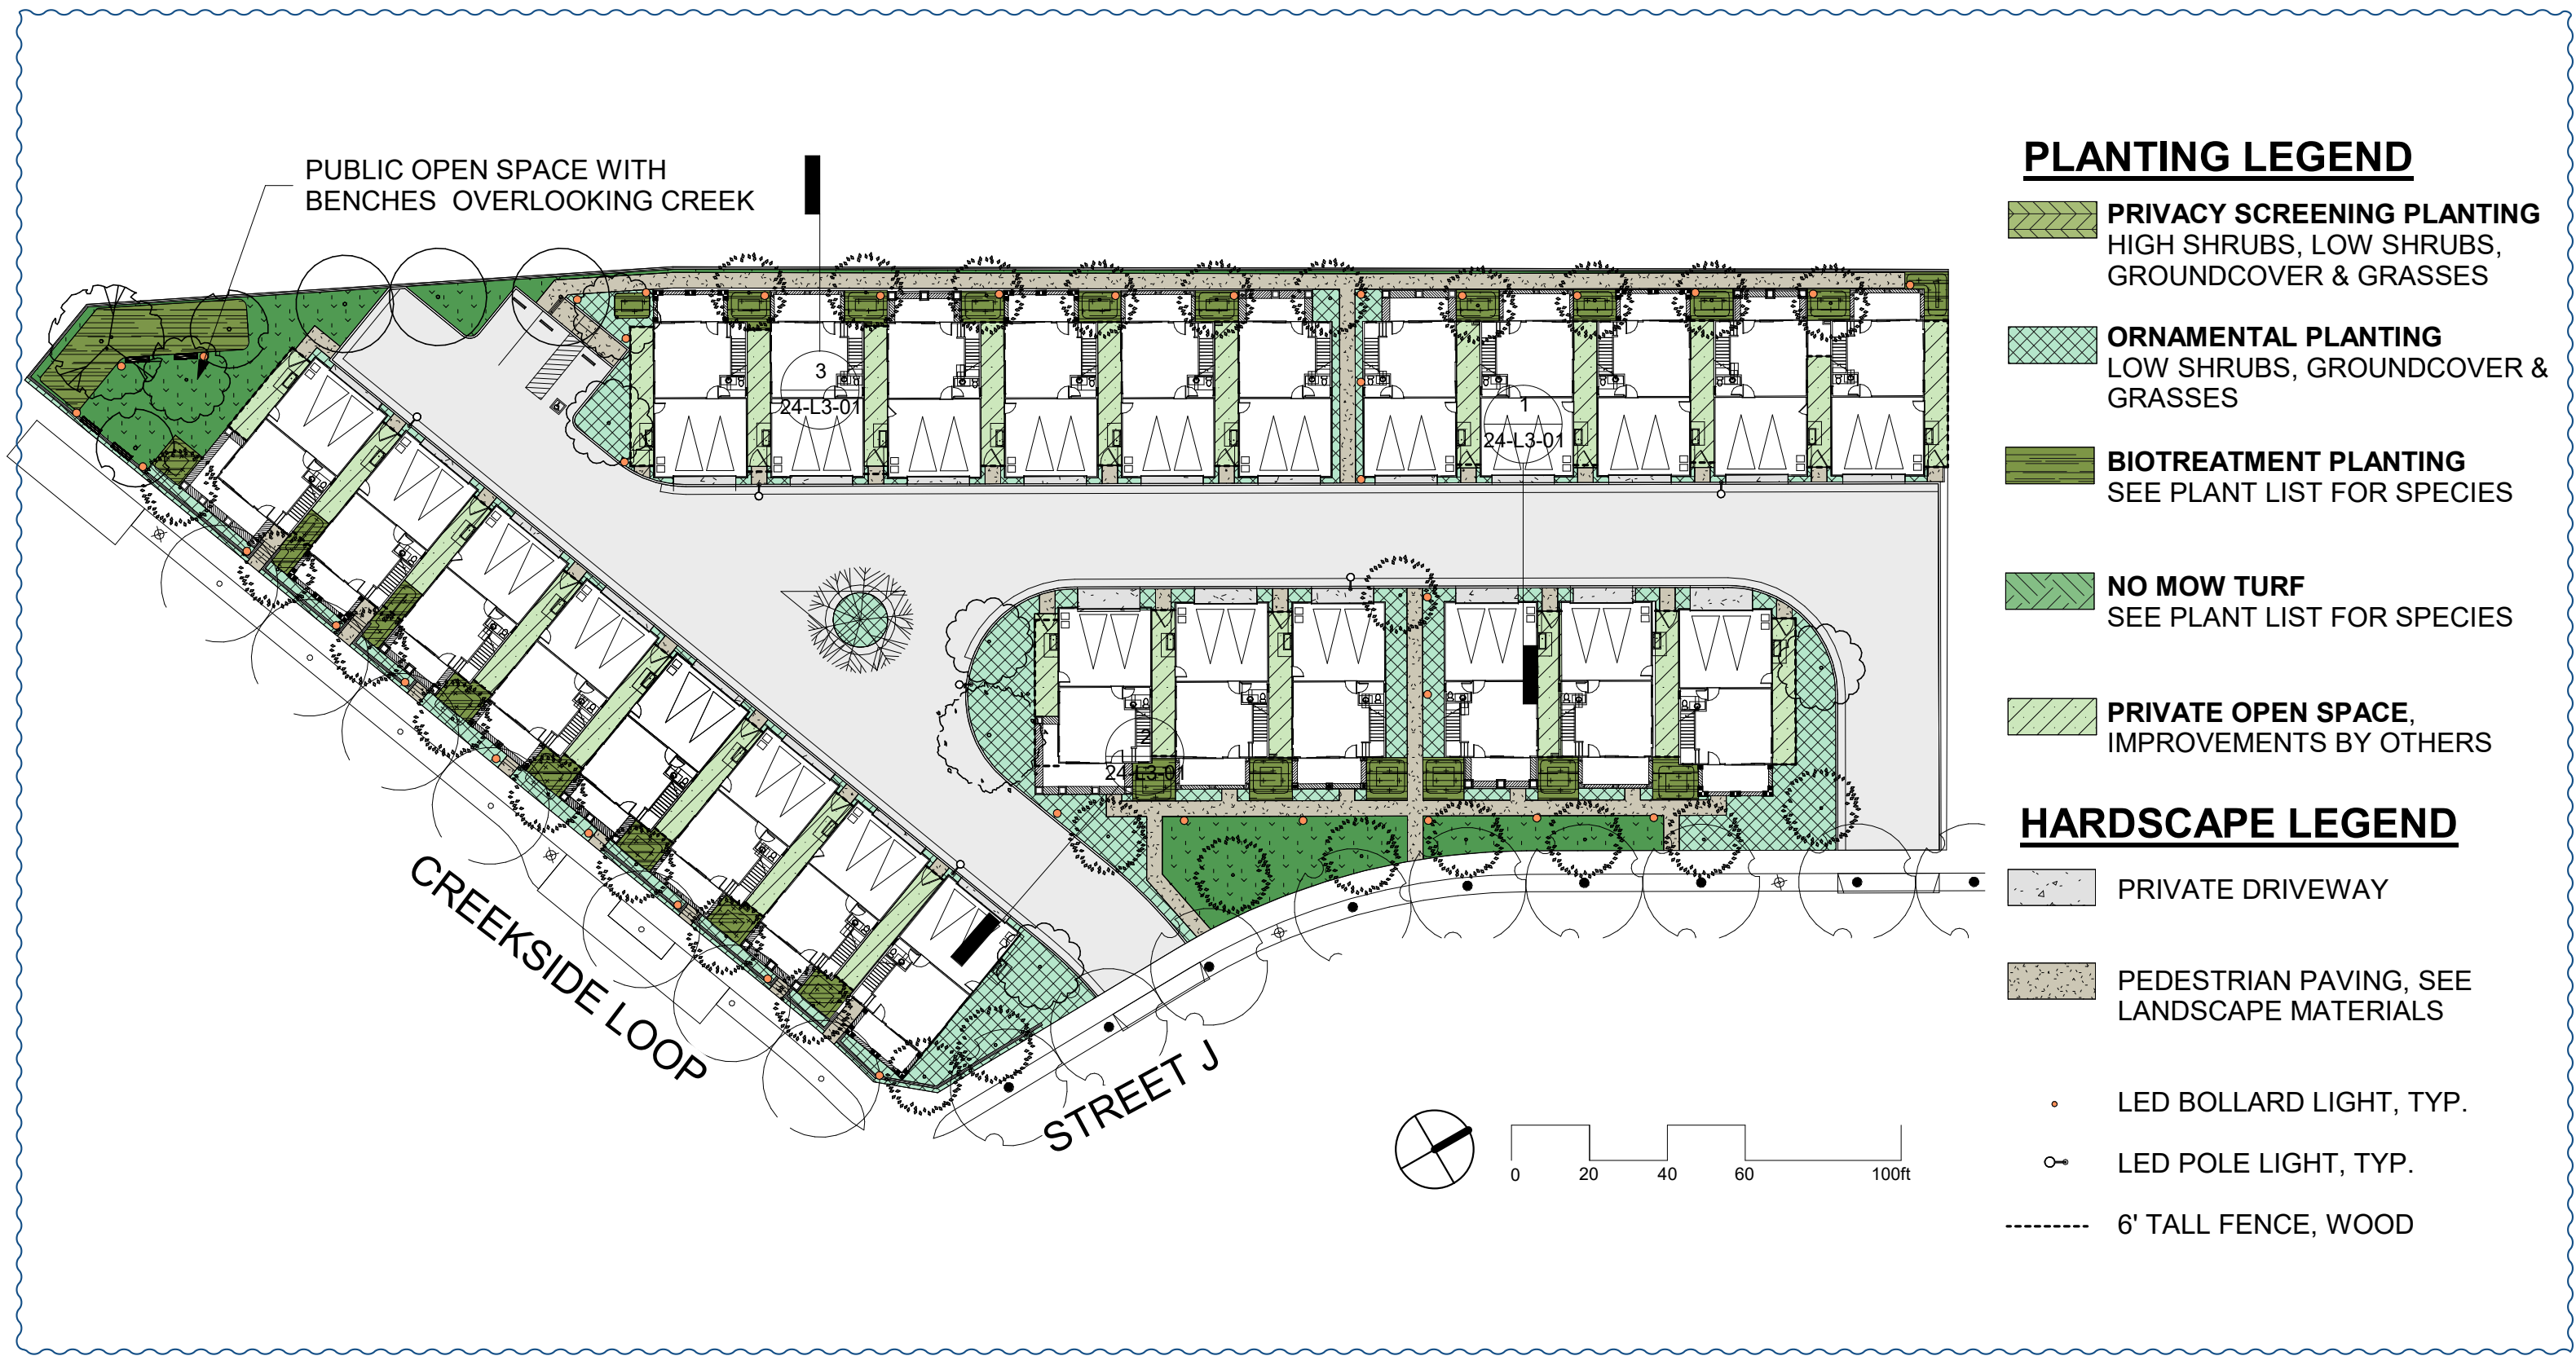 PUBLIC OPEN SPACE WITH
BENCHES OVERLOOKING CREEK
3
24-L3-01
1
24-L3-01
2
24-L3-01
CREEKSIDE LOOP
STREET J
0 20 40 60 100ft
PLANTING LEGEND
PRIVACY SCREENING PLANTING
HIGH SHRUBS, LOW SHRUBS,
GROUNDCOVER & GRASSES
ORNAMENTAL PLANTING
LOW SHRUBS, GROUNDCOVER &
GRASSES
BIOTREATMENT PLANTING
SEE PLANT LIST FOR SPECIES
NO MOW TURF
SEE PLANT LIST FOR SPECIES
PRIVATE OPEN SPACE,
IMPROVEMENTS BY OTHERS
HARDSCAPE LEGEND
PRIVATE DRIVEWAY
PEDESTRIAN PAVING, SEE
LANDSCAPE MATERIALS
LED BOLLARD LIGHT, TYP.
LED POLE LIGHT, TYP.
6' TALL FENCE, WOOD